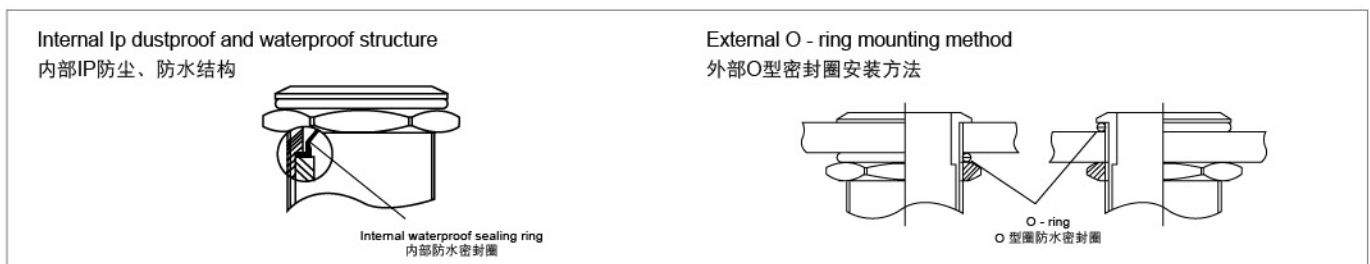 Internal Ip dustproof and waterproof structure
内部IP防尘、防水结构
Internal waterproof sealing ring
内部防水密封圈
External O - ring mounting method
外部O型密封圈安装方法
O - ring
O 型圈防水密封圈